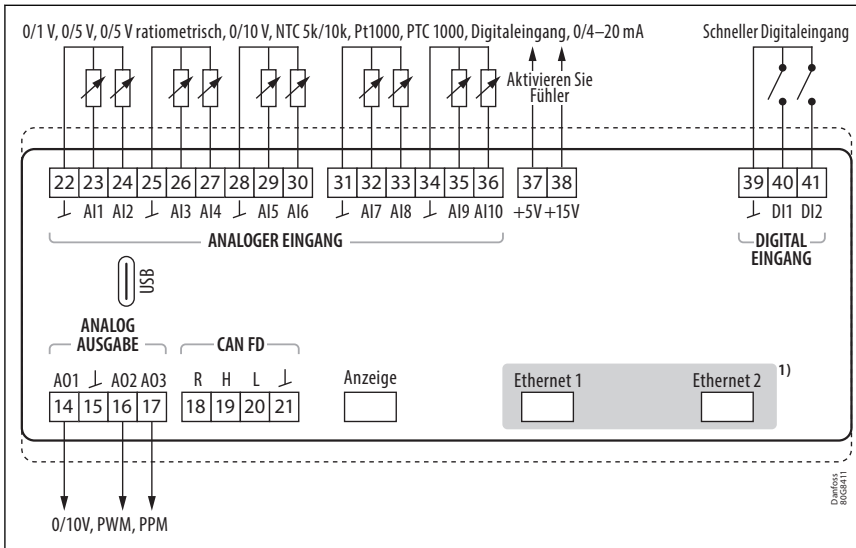 0/1 V, 0/5 V, 0/5 V ratiometrisch, 0/10 V, NTC 5k/10k, Pt1000, PTC 1000, Digitaleingang, 0/4–20 mA
Schneller Digitaleingang
Aktivieren Sie
Fühler
22 23 24 25 26 27 28 29 30 31 32 33 34 35 36 37 38 39 40 41
⊥ AI1 AI2 ⊥ AI3 AI4 ⊥ AI5 AI6 ⊥ AI7 AI8 ⊥ AI9 AI10 +5V +15V ⊥ DI1 DI2
ANALOGER EINGANG
DIGITAL
EINGANG
USB
ANALOG
AUSGABE
CAN FD
AO1 ⊥ AO2 AO3 R H L ⊥
14 15 16 17 18 19 20 21
Anzeige
Ethernet 1
Ethernet 2
1)
0/10V, PWM, PPM
Danfoss
80G8411